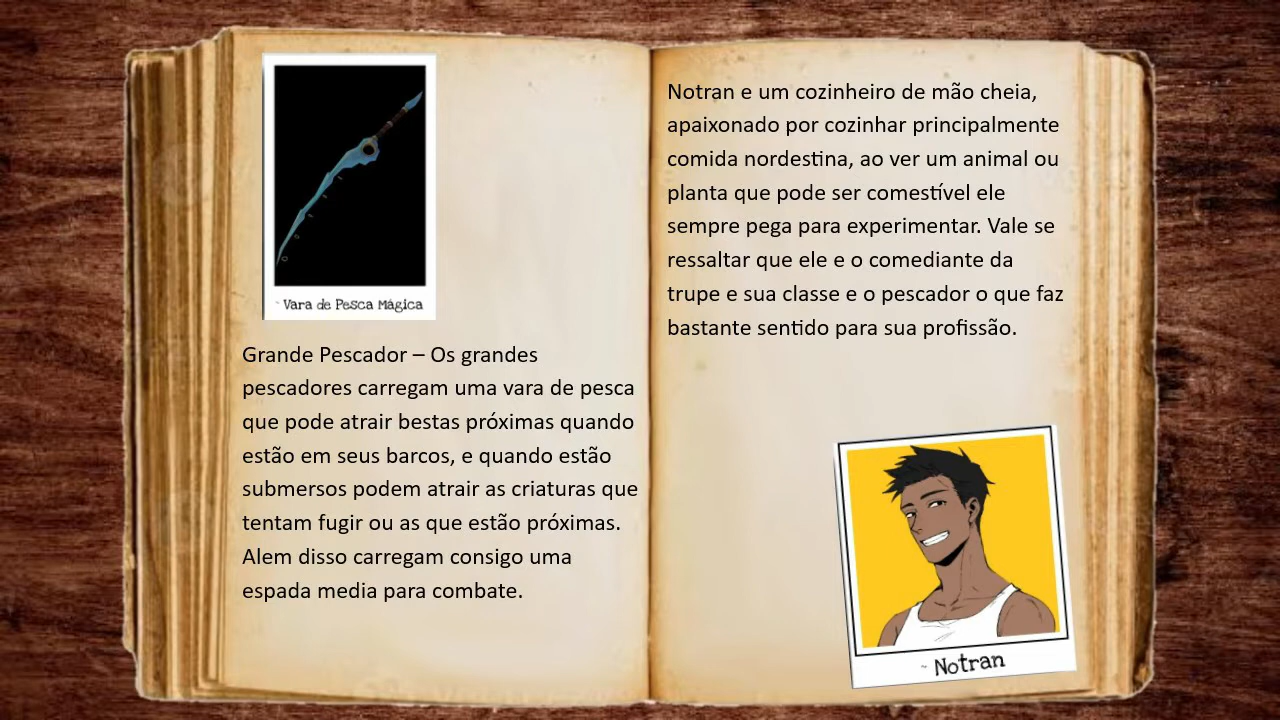 ~ Vara de Pesca Mágica
Grande Pescador – Os grandes
pescadores carregam uma vara de pesca
que pode atrair bestas próximas quando
estão em seus barcos, e quando estão
submersos podem atrair as criaturas que
tentam fugir ou as que estão próximas.
Alem disso carregam consigo uma
espada media para combate.
Notran e um cozinheiro de mão cheia,
apaixonado por cozinhar principalmente
comida nordestina, ao ver um animal ou
planta que pode ser comestível ele
sempre pega para experimentar. Vale se
ressaltar que ele e o comediante da
trupe e sua classe e o pescador o que faz
bastante sentido para sua profissão.
~ Notran